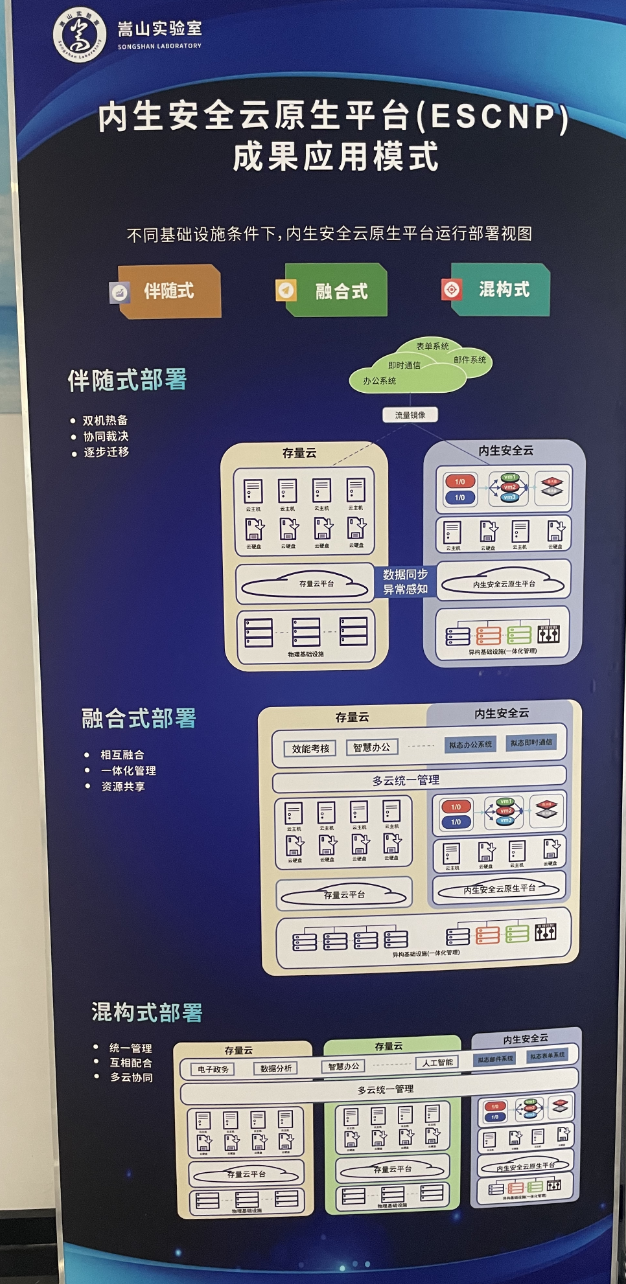 嵩山实验室
SONGSHAN LABORATORY
内生安全云原生平台(ESCNP)
成果应用模式
不同基础设施条件下,内生安全云原生平台运行部署视图
伴随式
融合式
混构式
伴随式部署
双机热备
协同裁决
逐步迁移
表单系统
邮件系统
即时通信
办公系统
流量镜像
存量云
内生安全云
1/0
1/0
vm1
vm2
vm3
云主机 云主机 云主机 云主机
云硬盘 云硬盘 云硬盘 云硬盘
云主机 云硬盘 云主机 云硬盘
存量云平台
数据同步
异常感知
内生安全云原生平台
物理基础设施
异构基础设施(一体化管理)
融合式部署
相互融合
一体化管理
资源共享
存量云
内生安全云
效能考核
智慧办公
拟态办公系统
拟态即时通信
多云统一管理
1/0
1/0
vm1
vm2
vm3
云主机 云主机 云主机 云主机
云硬盘 云硬盘 云硬盘 云硬盘
云主机 云硬盘 云主机 云硬盘
存量云平台
内生安全云原生平台
异构基础设施(一体化管理)
混构式部署
统一管理
互相配合
多云协同
存量云
存量云
内生安全云
电子政务
数据分析
智慧办公
人工智能
拟态邮件系统
拟态表单系统
多云统一管理
1/0
1/0
存量云平台
存量云平台
内生安全云原生平台
物理基础设施
物理基础设施
异构基础设施(一体化管理)